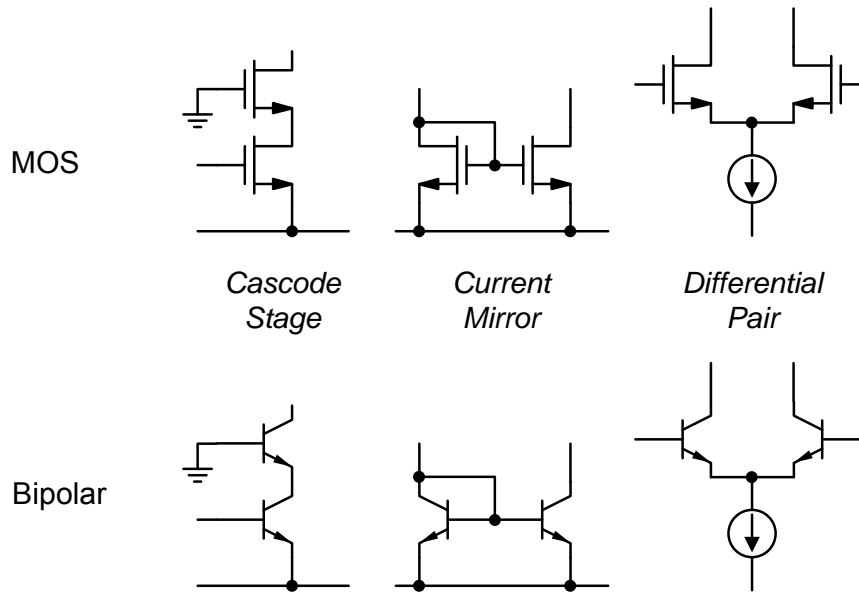 MOS
Cascode
Stage
Current
Mirror
Differential
Pair
Bipolar